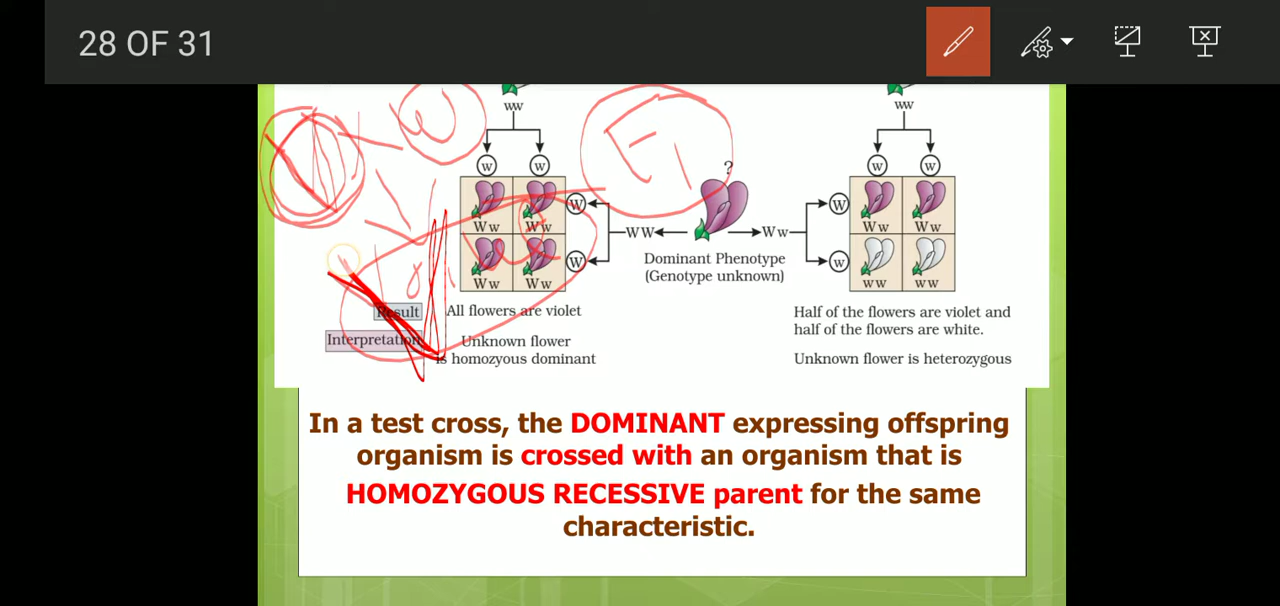 28 OF 31
ww
ww
w
w
w
w
?
W
W
W
w
Ww
Ww
Ww
Ww
WW
Ww
Ww
Ww
ww
ww
F1
Dominant Phenotype
(Genotype unknown)
Result
All flowers are violet
Interpretation
Unknown flower
is homozyous dominant
Half of the flowers are violet and
half of the flowers are white.
Unknown flower is heterozygous
In a test cross, the DOMINANT expressing offspring
organism is crossed with an organism that is
HOMOZYGOUS RECESSIVE parent for the same
characteristic.